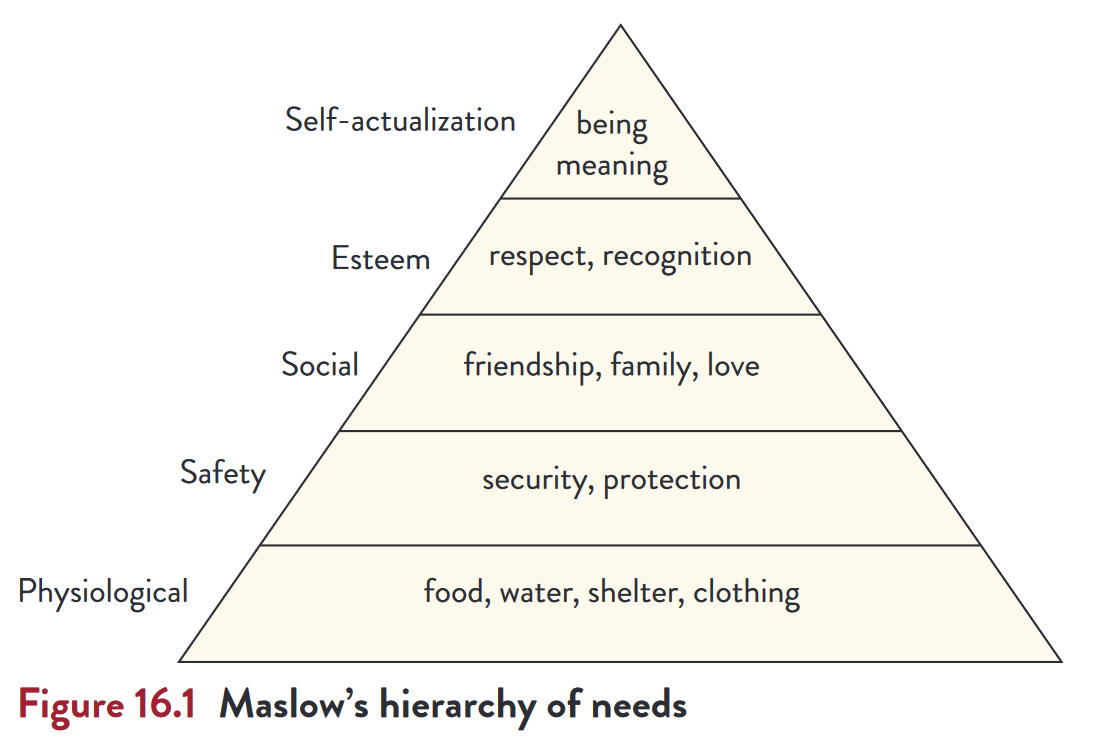 Self-actualization
being
meaning
Esteem
respect, recognition
Social
friendship, family, love
Safety
security, protection
Physiological
food, water, shelter, clothing
Figure 16.1 Maslow’s hierarchy of needs